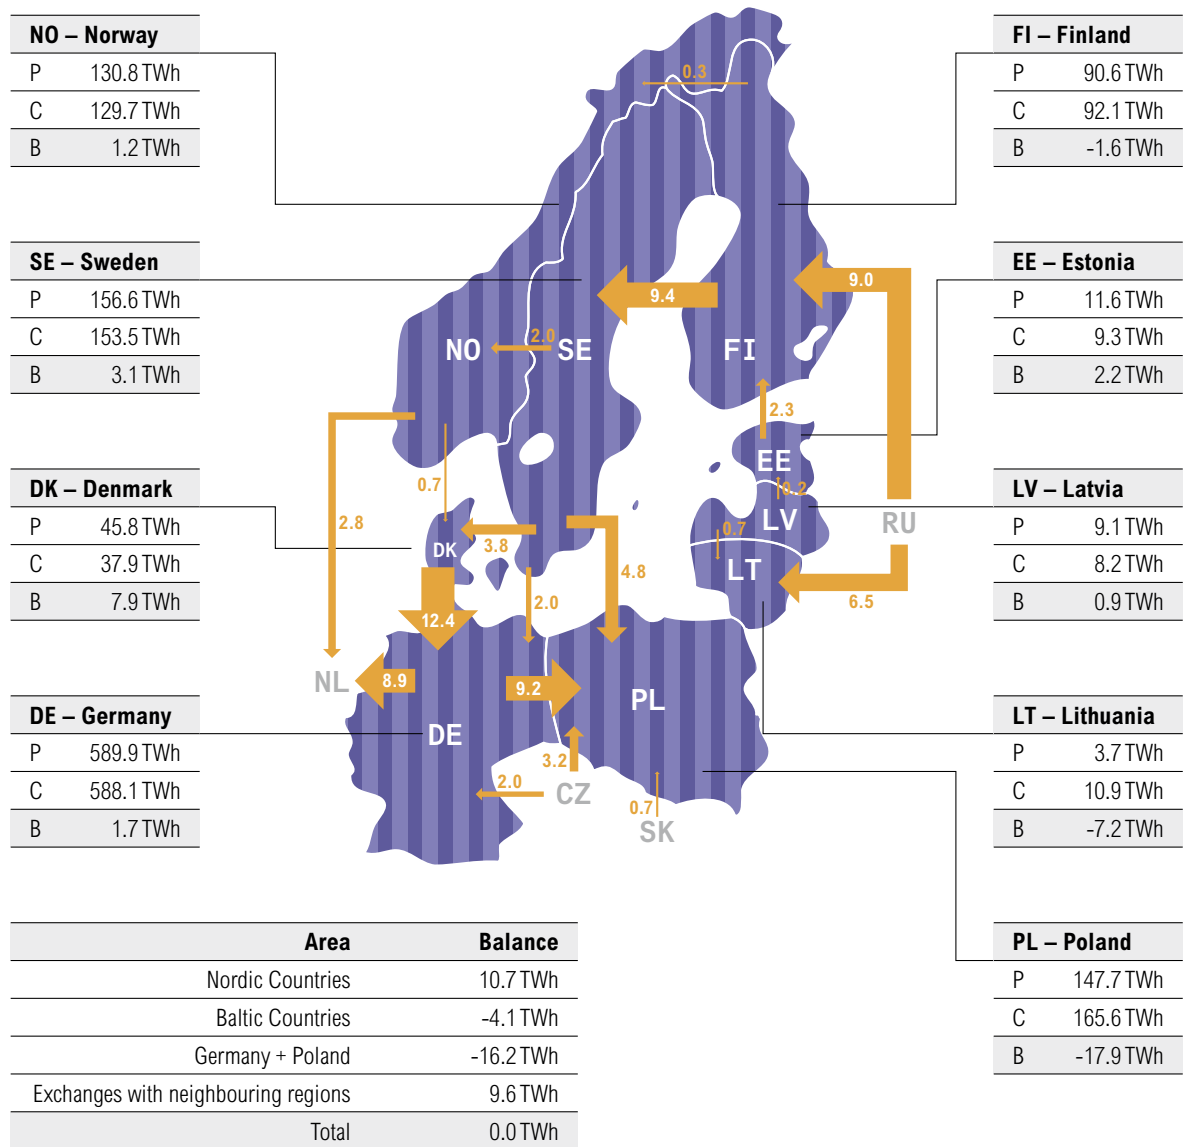 NO – Norway
P 130.8 TWh
C 129.7 TWh
B 1.2 TWh
SE – Sweden
P 156.6 TWh
C 153.5 TWh
B 3.1 TWh
DK – Denmark
P 45.8 TWh
C 37.9 TWh
B 7.9 TWh
DE – Germany
P 589.9 TWh
C 588.1 TWh
B 1.7 TWh
0.3
9.4
9.0
NO
2.0
SE
FI
2.3
EE
0.2
0.7
2.8
DK
3.8
0.7
LV
RU
LT
4.8
6.5
2.0
12.4
NL
8.9
9.2
PL
DE
3.2
2.0
CZ
0.7
SK
FI – Finland
P 90.6 TWh
C 92.1 TWh
B -1.6 TWh
EE – Estonia
P 11.6 TWh
C 9.3 TWh
B 2.2 TWh
LV – Latvia
P 9.1 TWh
C 8.2 TWh
B 0.9 TWh
LT – Lithuania
P 3.7 TWh
C 10.9 TWh
B -7.2 TWh
PL – Poland
P 147.7 TWh
C 165.6 TWh
B -17.9 TWh
Area Balance
Nordic Countries 10.7 TWh
Baltic Countries -4.1 TWh
Germany + Poland -16.2 TWh
Exchanges with neighbouring regions 9.6 TWh
Total 0.0 TWh